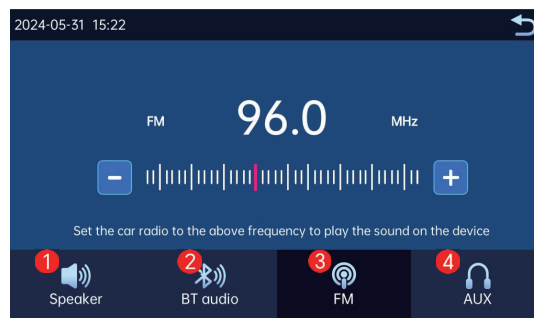 2024-05-31 15:22
FM 96.0 MHz
- +
Set the car radio to the above frequency to play the sound on the device
1 2 3 4
Speaker BT audio FM AUX